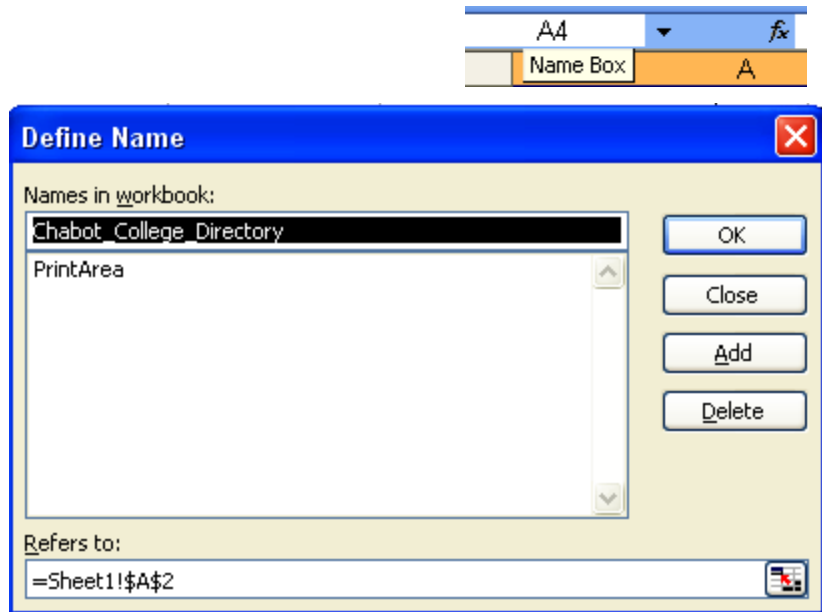 A4 fx
Name Box A
Define Name
Names in workbook:
Chabot_College_Directory
OK
PrintArea
Close
Add
Delete
Refers to:
=Sheet1!$A$2